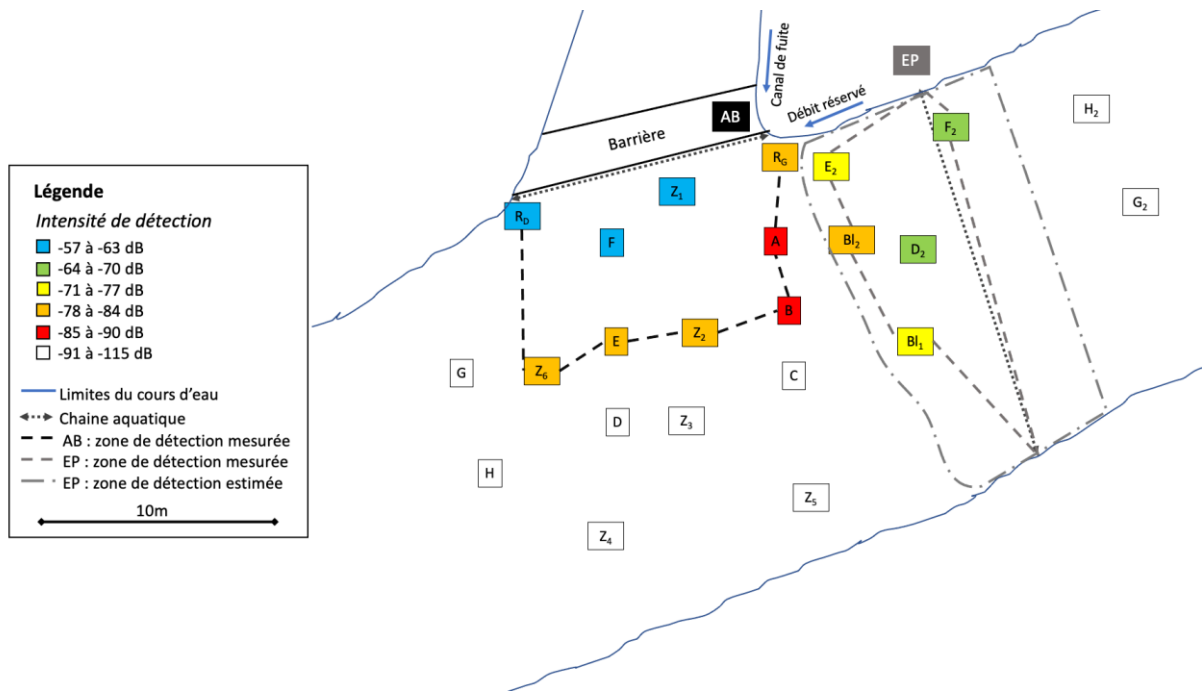 Légende
Intensité de détection
-57 à -63 dB
-64 à -70 dB
-71 à -77 dB
-78 à -84 dB
-85 à -90 dB
-91 à -115 dB
Limites du cours d'eau
Chaine aquatique
AB : zone de détection mesurée
EP : zone de détection mesurée
EP : zone de détection estimée
10m
Canal de fuite
Débit réservé
EP
AB
Barrière
H₂
F₂
R_G
E₂
Z₁
G₂
R_D
F
A
Bl₂
D₂
B
E
Z₂
Bl₁
G
Z₆
C
D
Z₃
H
Z₅
Z₄